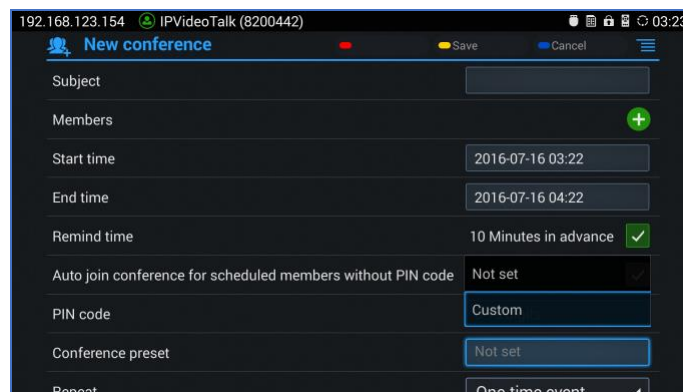 192.168.123.154 IPVideoTalk (8200442) 03:23
New conference Save Cancel
Subject
Members
Start time 2016-07-16 03:22
End time 2016-07-16 04:22
Remind time 10 Minutes in advance
Auto join conference for scheduled members without PIN code Not set
PIN code Custom
Conference preset Not set
Repeat One time event